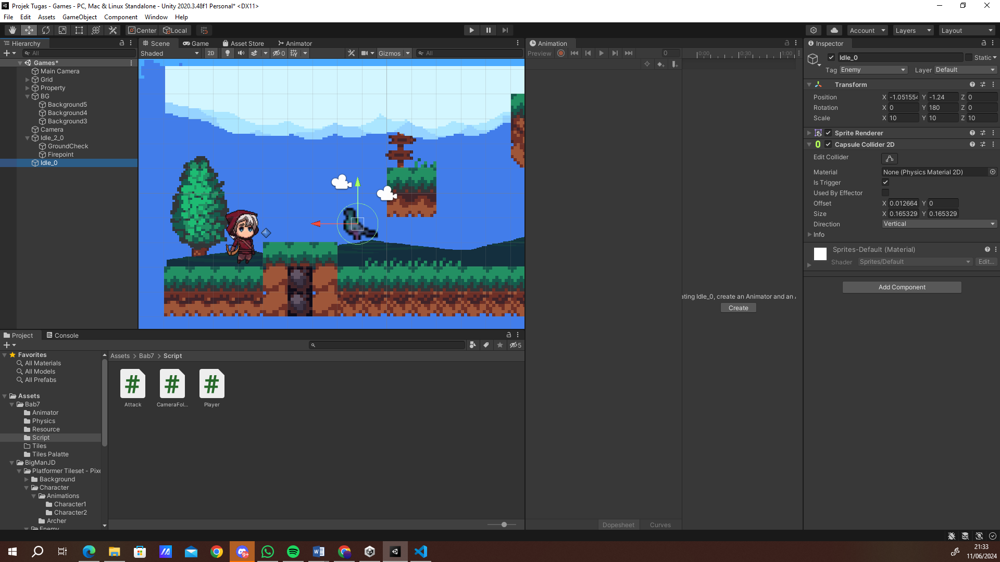 Projek Tugas - Games - PC, Mac & Linux Standalone - Unity 2020.3.48f1 Personal* <DX11>
File Edit Assets GameObject Component Window Help
Center Local Account Layers Layout
Hierarchy
All
Games*
Main Camera
Grid
Property
BG
Background5
Background4
Background3
Camera
Idle_2_0
GroundCheck
Firepoint
Idle_0
Scene Game Asset Store Animator
Shaded 2D 0 Gizmos All
Animation
Preview 0 0:00 0:30 1:00
ating Idle_0, create an Animator and an
Create
Dopesheet Curves
Inspector
Idle_0 Static
Tag Enemy Layer Default
Transform
Position X -1.051554 Y -1.24 Z 0
Rotation X 0 Y 180 Z 0
Scale X 10 Y 10 Z 10
Sprite Renderer
Capsule Collider 2D
Edit Collider
Material None (Physics Material 2D)
Is Trigger
Used By Effector
Offset X 0.012664 Y 0
Size X 0.165329 Y 0.165329
Direction Vertical
Info
Sprites-Default (Material)
Shader Sprites/Default Edit...
Add Component
Project Console
5
Favorites
All Materials
All Models
All Prefabs
Assets
Bab7
Animator
Physics
Resource
Script
Tiles
Tiles Palatte
BigManJD
Platformer Tileset - Pixe
Background
Character
Animations
Character1
Character2
Archer
Enemy
Assets > Bab7 > Script
Attack CameraFol... Player
9+
21:33
11/06/2024